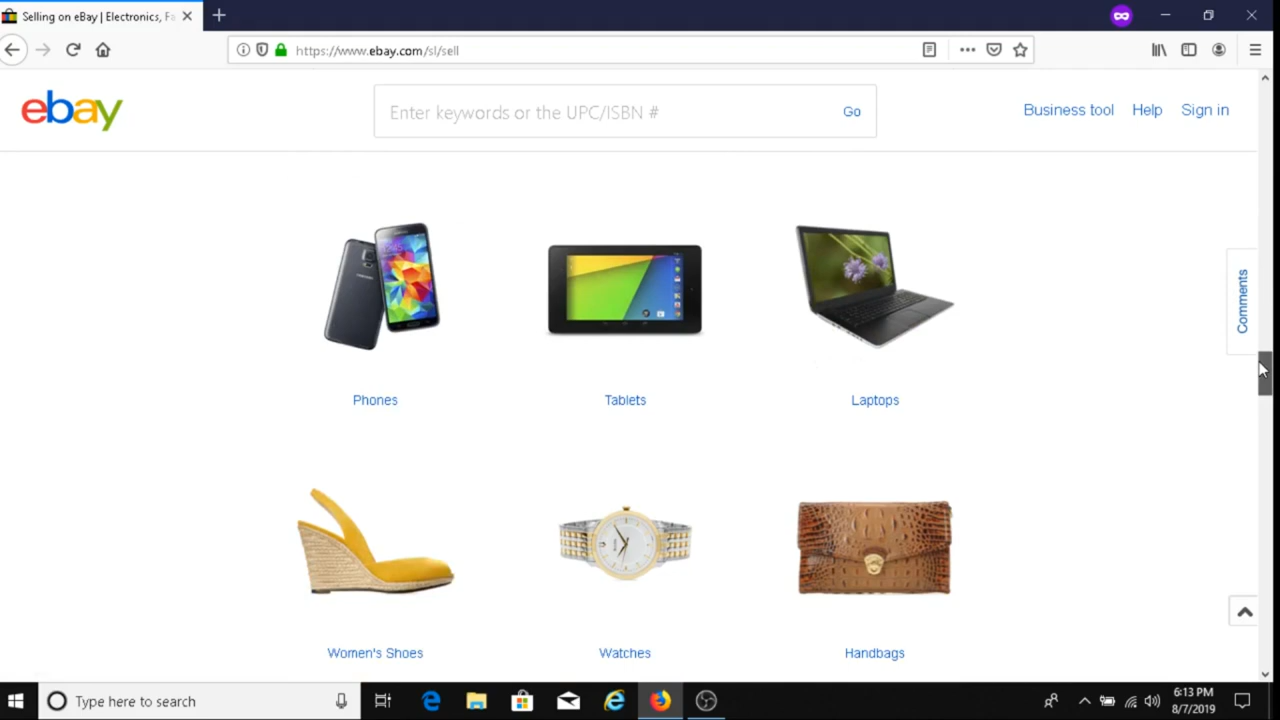 Selling on eBay | Electronics, Fa
https://www.ebay.com/sl/sell
ebay
Enter keywords or the UPC/ISBN #
Go
Business tool
Help
Sign in
Comments
Phones
Tablets
Laptops
Women's Shoes
Watches
Handbags
Type here to search
6:13 PM
8/7/2019